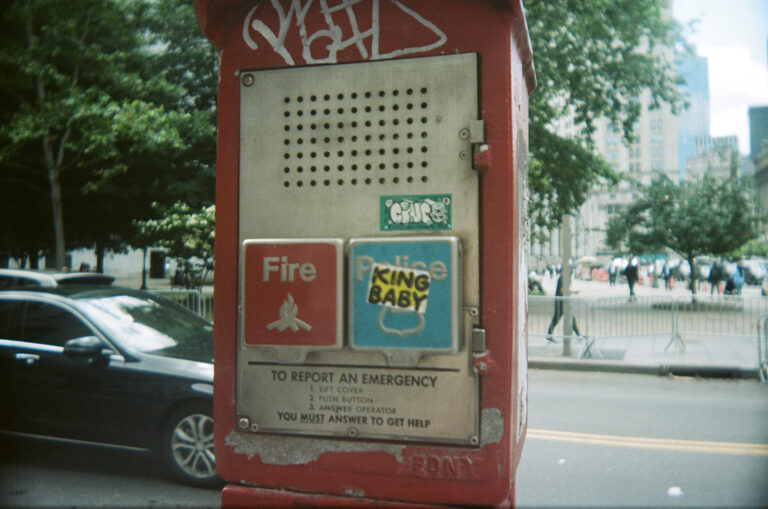 Fire
Police
KING
BABY
TO REPORT AN EMERGENCY
1. LIFT COVER
2. PUSH BUTTON
3. ANSWER OPERATOR
YOU MUST ANSWER TO GET HELP